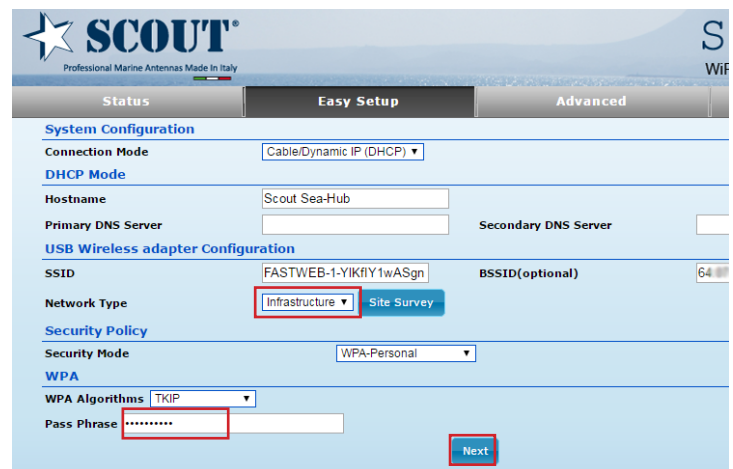 SCOUT®
Professional Marine Antennas Made In Italy
S
WiF
Status Easy Setup Advanced
System Configuration
Connection Mode Cable/Dynamic IP (DHCP)
DHCP Mode
Hostname Scout Sea-Hub
Primary DNS Server Secondary DNS Server
USB Wireless adapter Configuration
SSID FASTWEB-1-YIKflY1wASgn BSSID(optional) 64:
Network Type Infrastructure Site Survey
Security Policy
Security Mode WPA-Personal
WPA
WPA Algorithms TKIP
Pass Phrase ••••••••••
Next